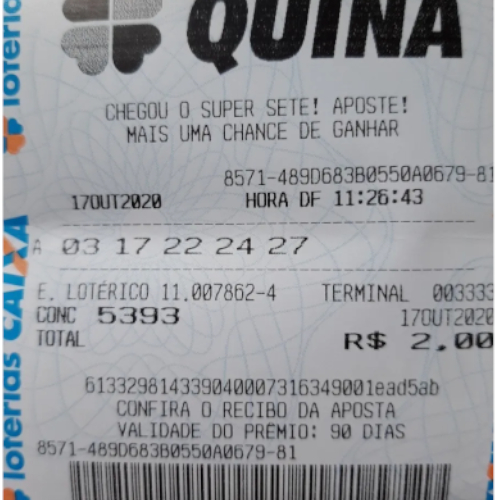 QUINA
CHEGOU O SUPER SETE! APOSTE!
MAIS UMA CHANCE DE GANHAR
8571-489D683B0550A0679-81
17OUT2020 HORA DF 11:26:43
A 03 17 22 24 27
E. LOTÉRICO 11.007862-4 TERMINAL 003333
CONC 5393 17OUT2020
TOTAL R$ 2,00
613329814339040007316349001ead5ab
CONFIRA O RECIBO DA APOSTA
VALIDADE DO PRÊMIO: 90 DIAS
8571-489D683B0550A0679-81
loterias
loterias CAIXA